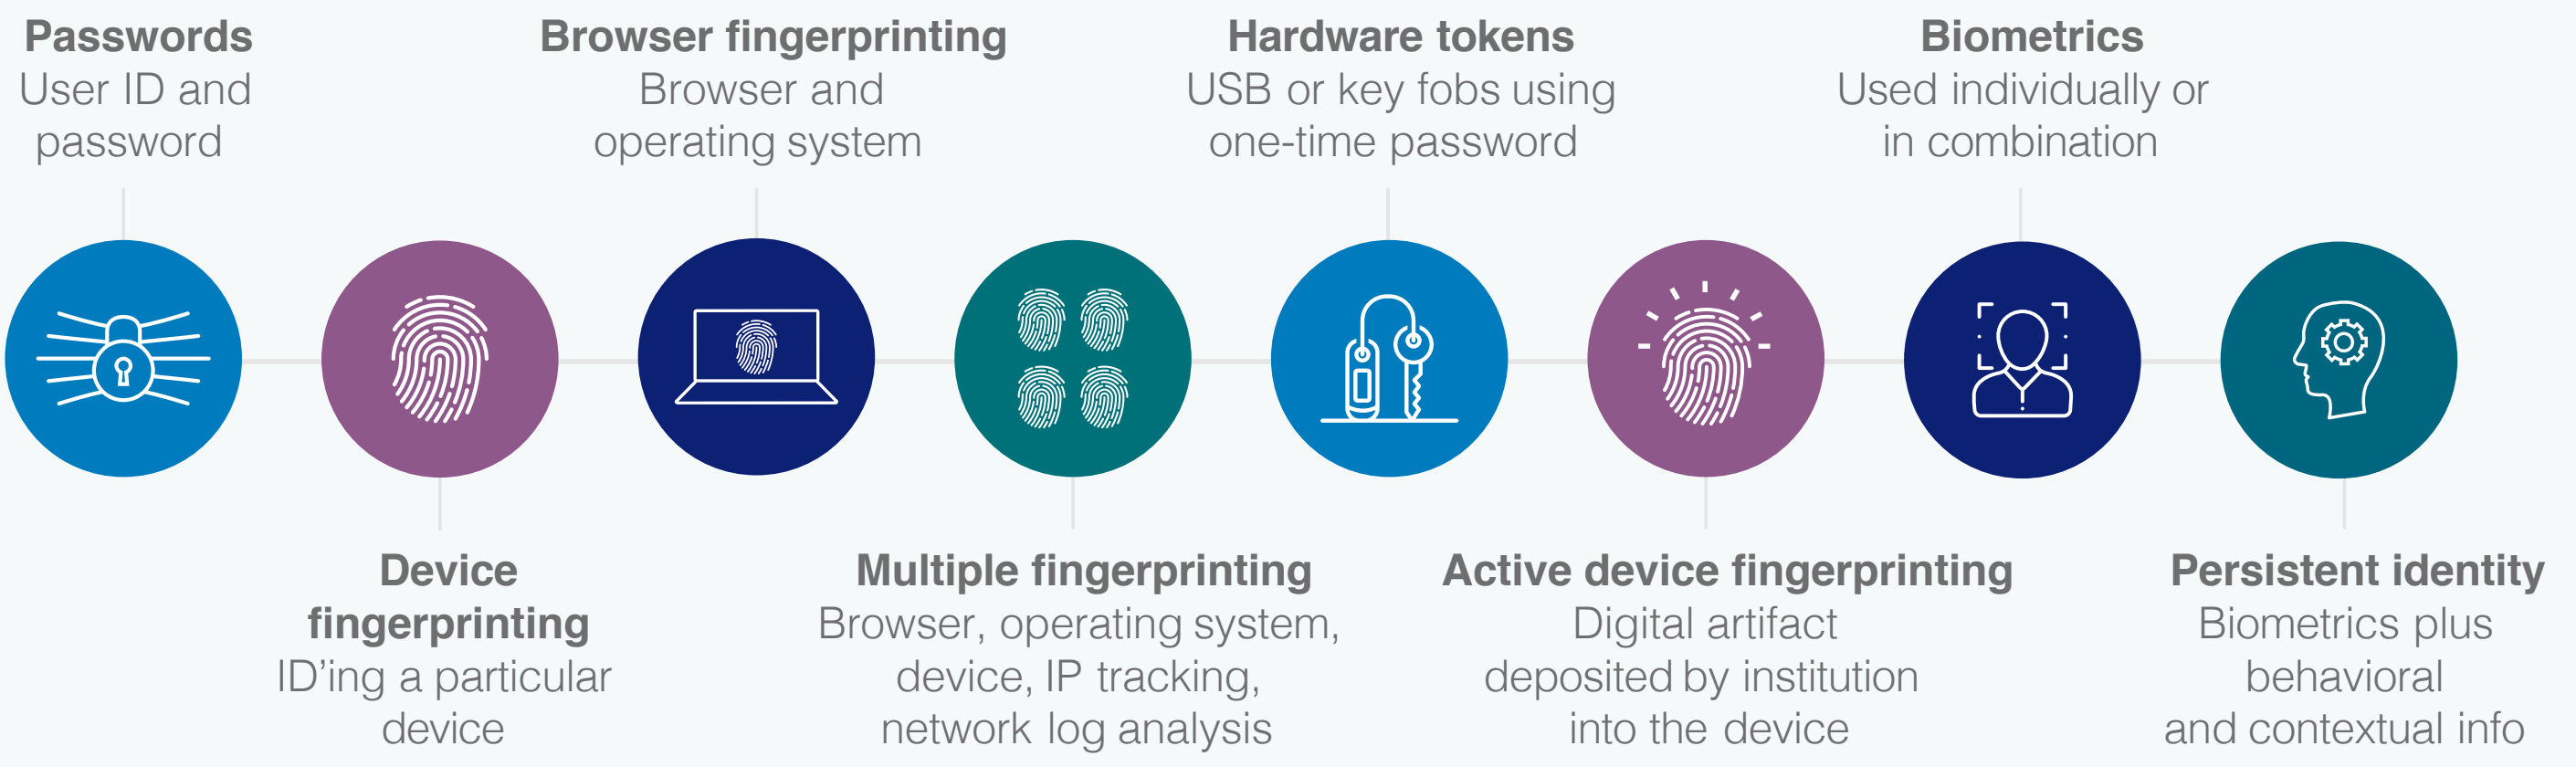 Passwords
User ID and
password
Browser fingerprinting
Browser and
operating system
Hardware tokens
USB or key fobs using
one-time password
Biometrics
Used individually or
in combination
Device
fingerprinting
ID’ing a particular
device
Multiple fingerprinting
Browser, operating system,
device, IP tracking,
network log analysis
Active device fingerprinting
Digital artifact
deposited by institution
into the device
Persistent identity
Biometrics plus
behavioral
and contextual info